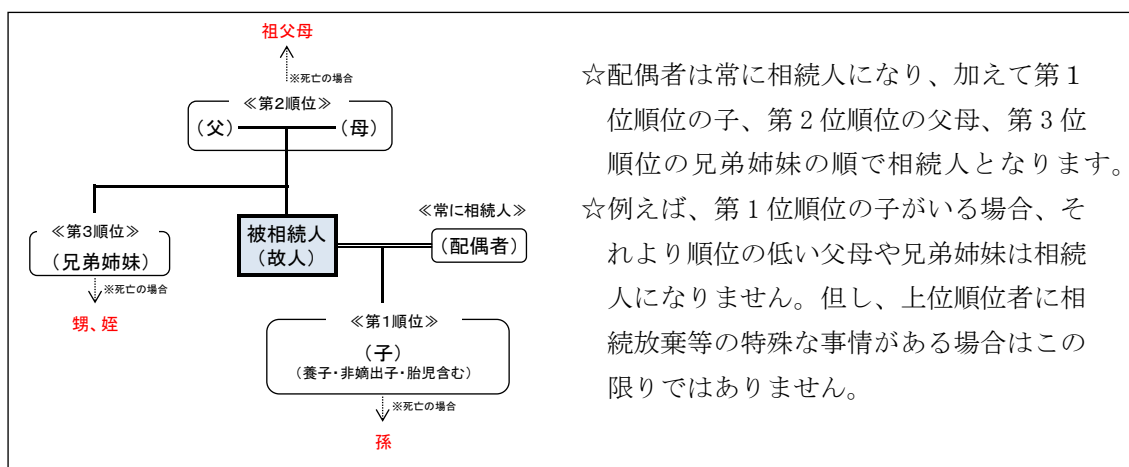 祖父母
※死亡の場合
≪第2順位≫
(父)
(母)
≪第3順位≫
(兄弟姉妹)
※死亡の場合
甥、姪
被相続人
(故人)
≪常に相続人≫
(配偶者)
≪第1順位≫
(子)
(養子・非嫡出子・胎児含む)
※死亡の場合
孫
☆配偶者は常に相続人になり、加えて第1
位順位の子、第2位順位の父母、第3位
順位の兄弟姉妹の順で相続人となります。
☆例えば、第1位順位の子がいる場合、そ
れより順位の低い父母や兄弟姉妹は相続
人になりません。但し、上位順位者に相
続放棄等の特殊な事情がある場合はこの
限りではありません。